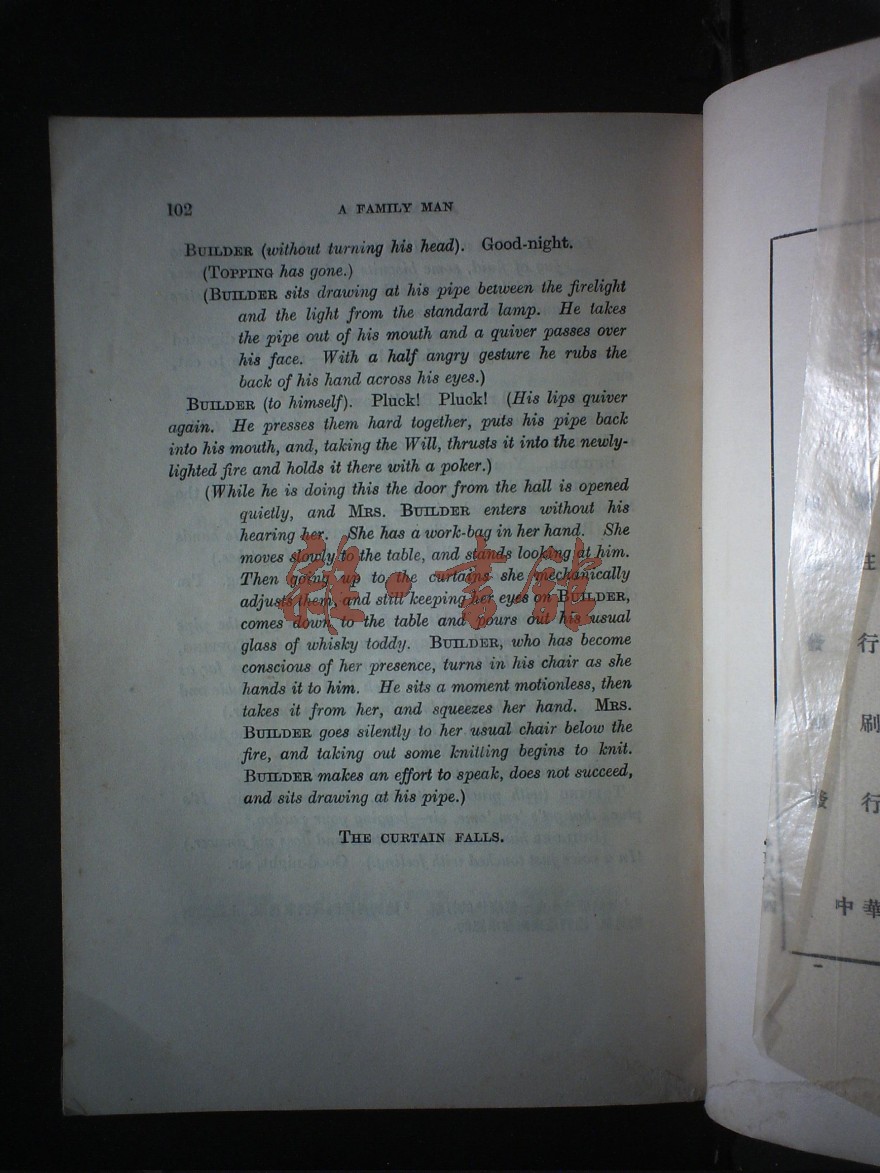 102
A FAMILY MAN
BUILDER (without turning his head). Good-night.
(TOPPING has gone.)
(BUILDER sits drawing at his pipe between the firelight
and the light from the standard lamp. He takes
the pipe out of his mouth and a quiver passes over
his face. With a half angry gesture he rubs the
back of his hand across his eyes.)
BUILDER (to himself). Pluck! Pluck! (His lips quiver
again. He presses them hard together, puts his pipe back
into his mouth, and, taking the Will, thrusts it into the newly-
lighted fire and holds it there with a poker.)
(While he is doing this the door from the hall is opened
quietly, and MRS. BUILDER enters without his
hearing her. She has a work-bag in her hand. She
moves slowly to the table, and stands looking at him.
Then going up to the curtains she mechanically
adjusts them, and still keeping her eyes on BUILDER,
comes down to the table and pours out his usual
glass of whisky toddy. BUILDER, who has become
conscious of her presence, turns in his chair as she
hands it to him. He sits a moment motionless, then
takes it from her, and squeezes her hand. MRS.
BUILDER goes silently to her usual chair below the
fire, and taking out some knitting begins to knit.
BUILDER makes an effort to speak, does not succeed,
and sits drawing at his pipe.)
THE CURTAIN FALLS.
行
刷
發行
中華